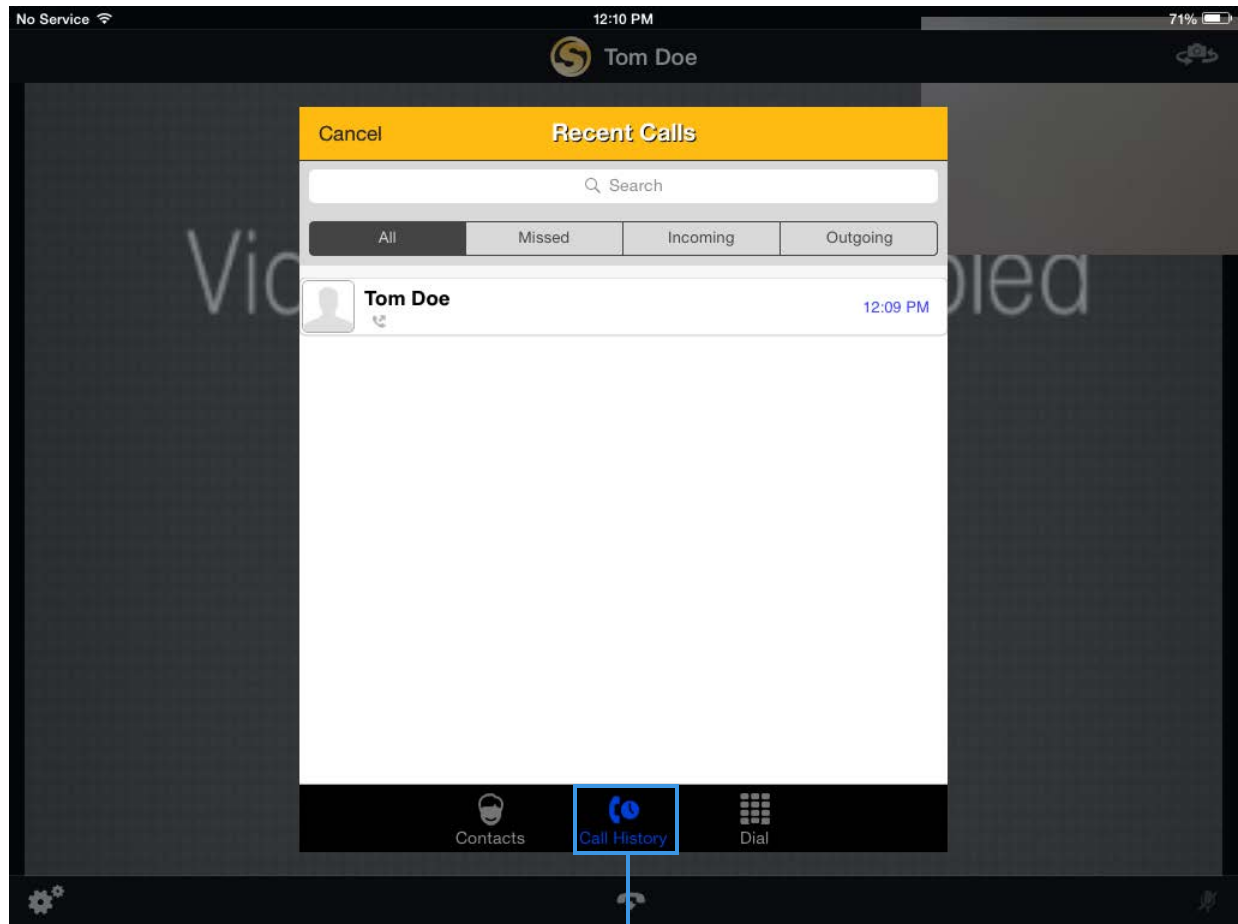 No Service 12:10 PM 71%
Tom Doe
Cancel Recent Calls
Search
All Missed Incoming Outgoing
Tom Doe
12:09 PM
Contacts Call History Dial